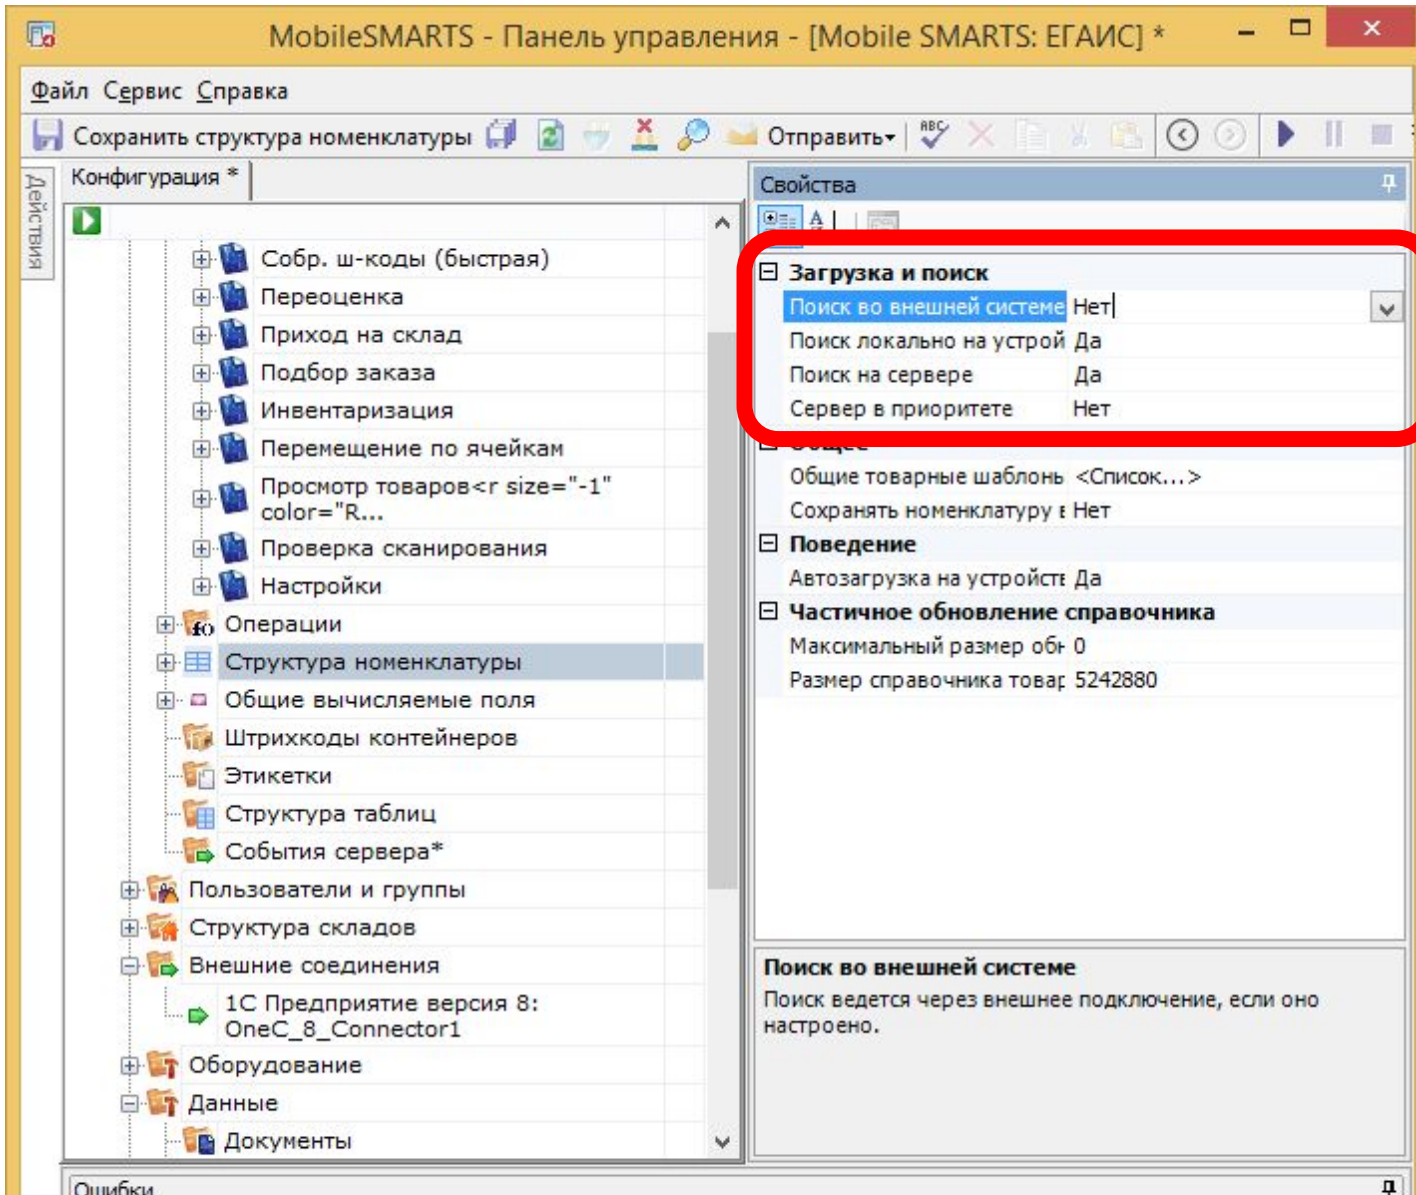 MobileSMARTS - Панель управления - [Mobile SMARTS: ЕГАИС] *
Файл Сервис Справка
Сохранить структура номенклатуры Отправить ABC
Действия
Конфигурация *
Собр. ш-коды (быстрая)
Переоценка
Приход на склад
Подбор заказа
Инвентаризация
Перемещение по ячейкам
Просмотр товаров<r size="-1"
color="R...
Проверка сканирования
Настройки
Операции
Структура номенклатуры
Общие вычисляемые поля
Штрихкоды контейнеров
Этикетки
Структура таблиц
События сервера*
Пользователи и группы
Структура складов
Внешние соединения
1С Предприятие версия 8:
OneC_8_Connector1
Оборудование
Данные
Документы
Свойства
Загрузка и поиск
Поиск во внешней системе Нет
Поиск локально на устрой Да
Поиск на сервере Да
Сервер в приоритете Нет
Общее
Общие товарные шаблоны <Список...>
Сохранять номенклатуру в Нет
Поведение
Автозагрузка на устройств Да
Частичное обновление справочника
Максимальный размер обн 0
Размер справочника товар 5242880
Поиск во внешней системе
Поиск ведется через внешнее подключение, если оно
настроено.
Ошибки